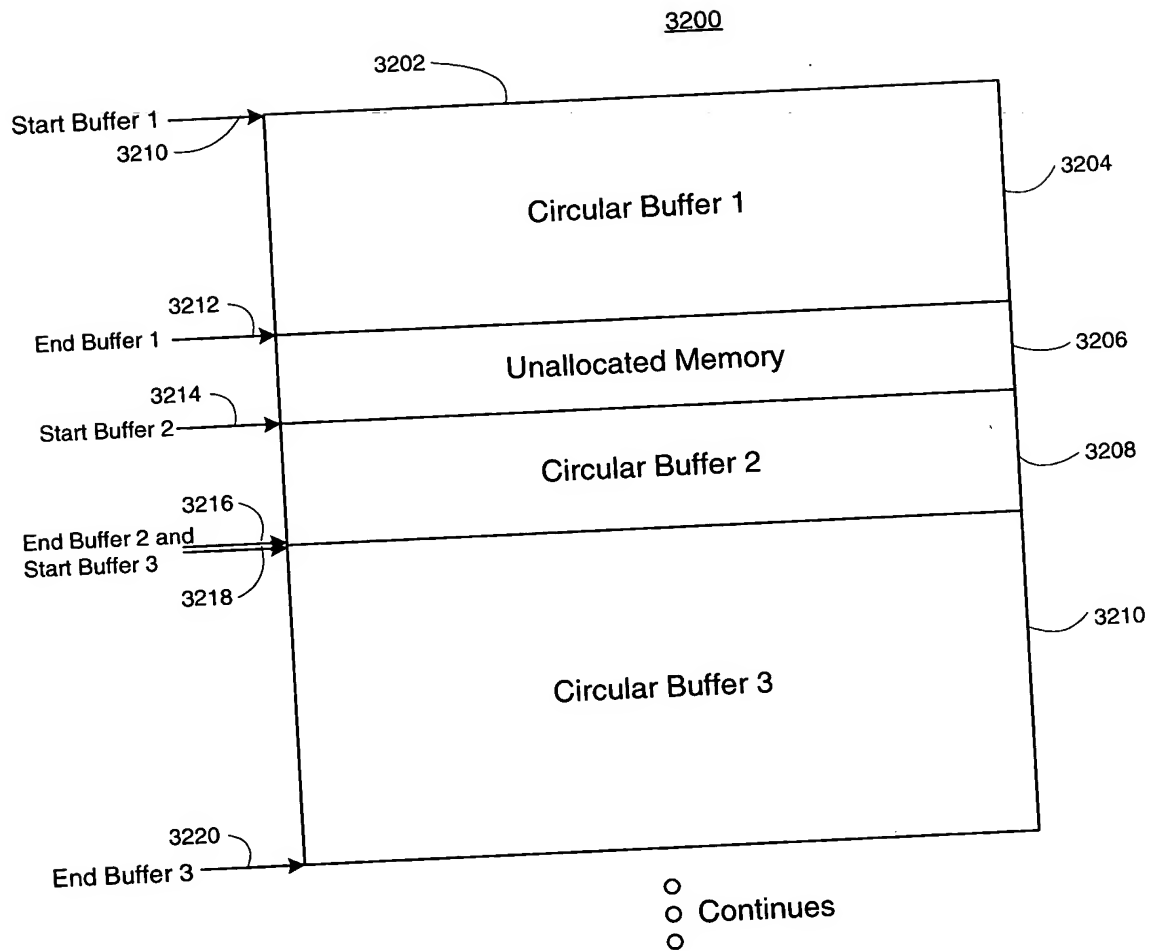 3200
3202
Start Buffer 1
3210
3204
Circular Buffer 1
3212
End Buffer 1
3206
Unallocated Memory
3214
Start Buffer 2
3208
Circular Buffer 2
3216
End Buffer 2 and
Start Buffer 3
3218
3210
Circular Buffer 3
3220
End Buffer 3
Continues